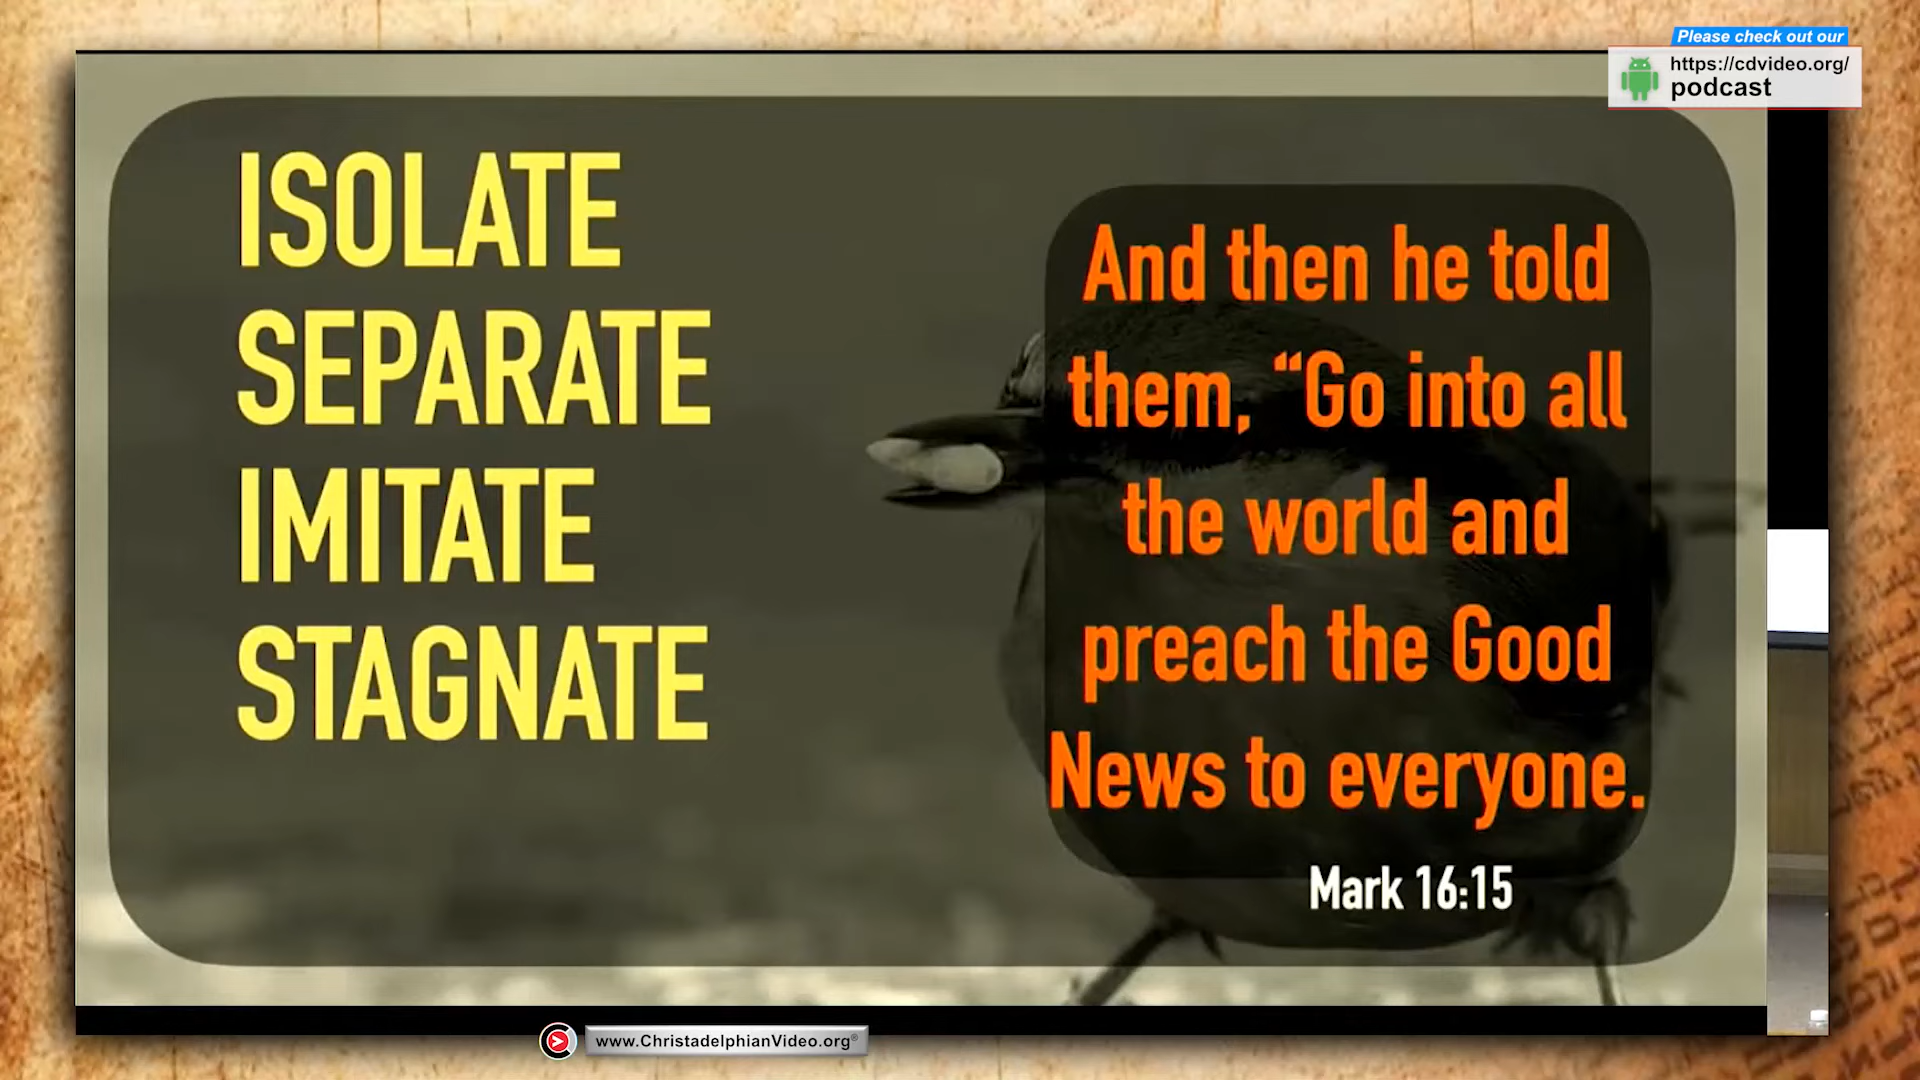 Please check out our
https://cdvideo.org/
podcast
ISOLATE
SEPARATE
IMITATE
STAGNATE
And then he told
them, “Go into all
the world and
preach the Good
News to everyone.
Mark 16:15
www.ChristadelphianVideo.org®